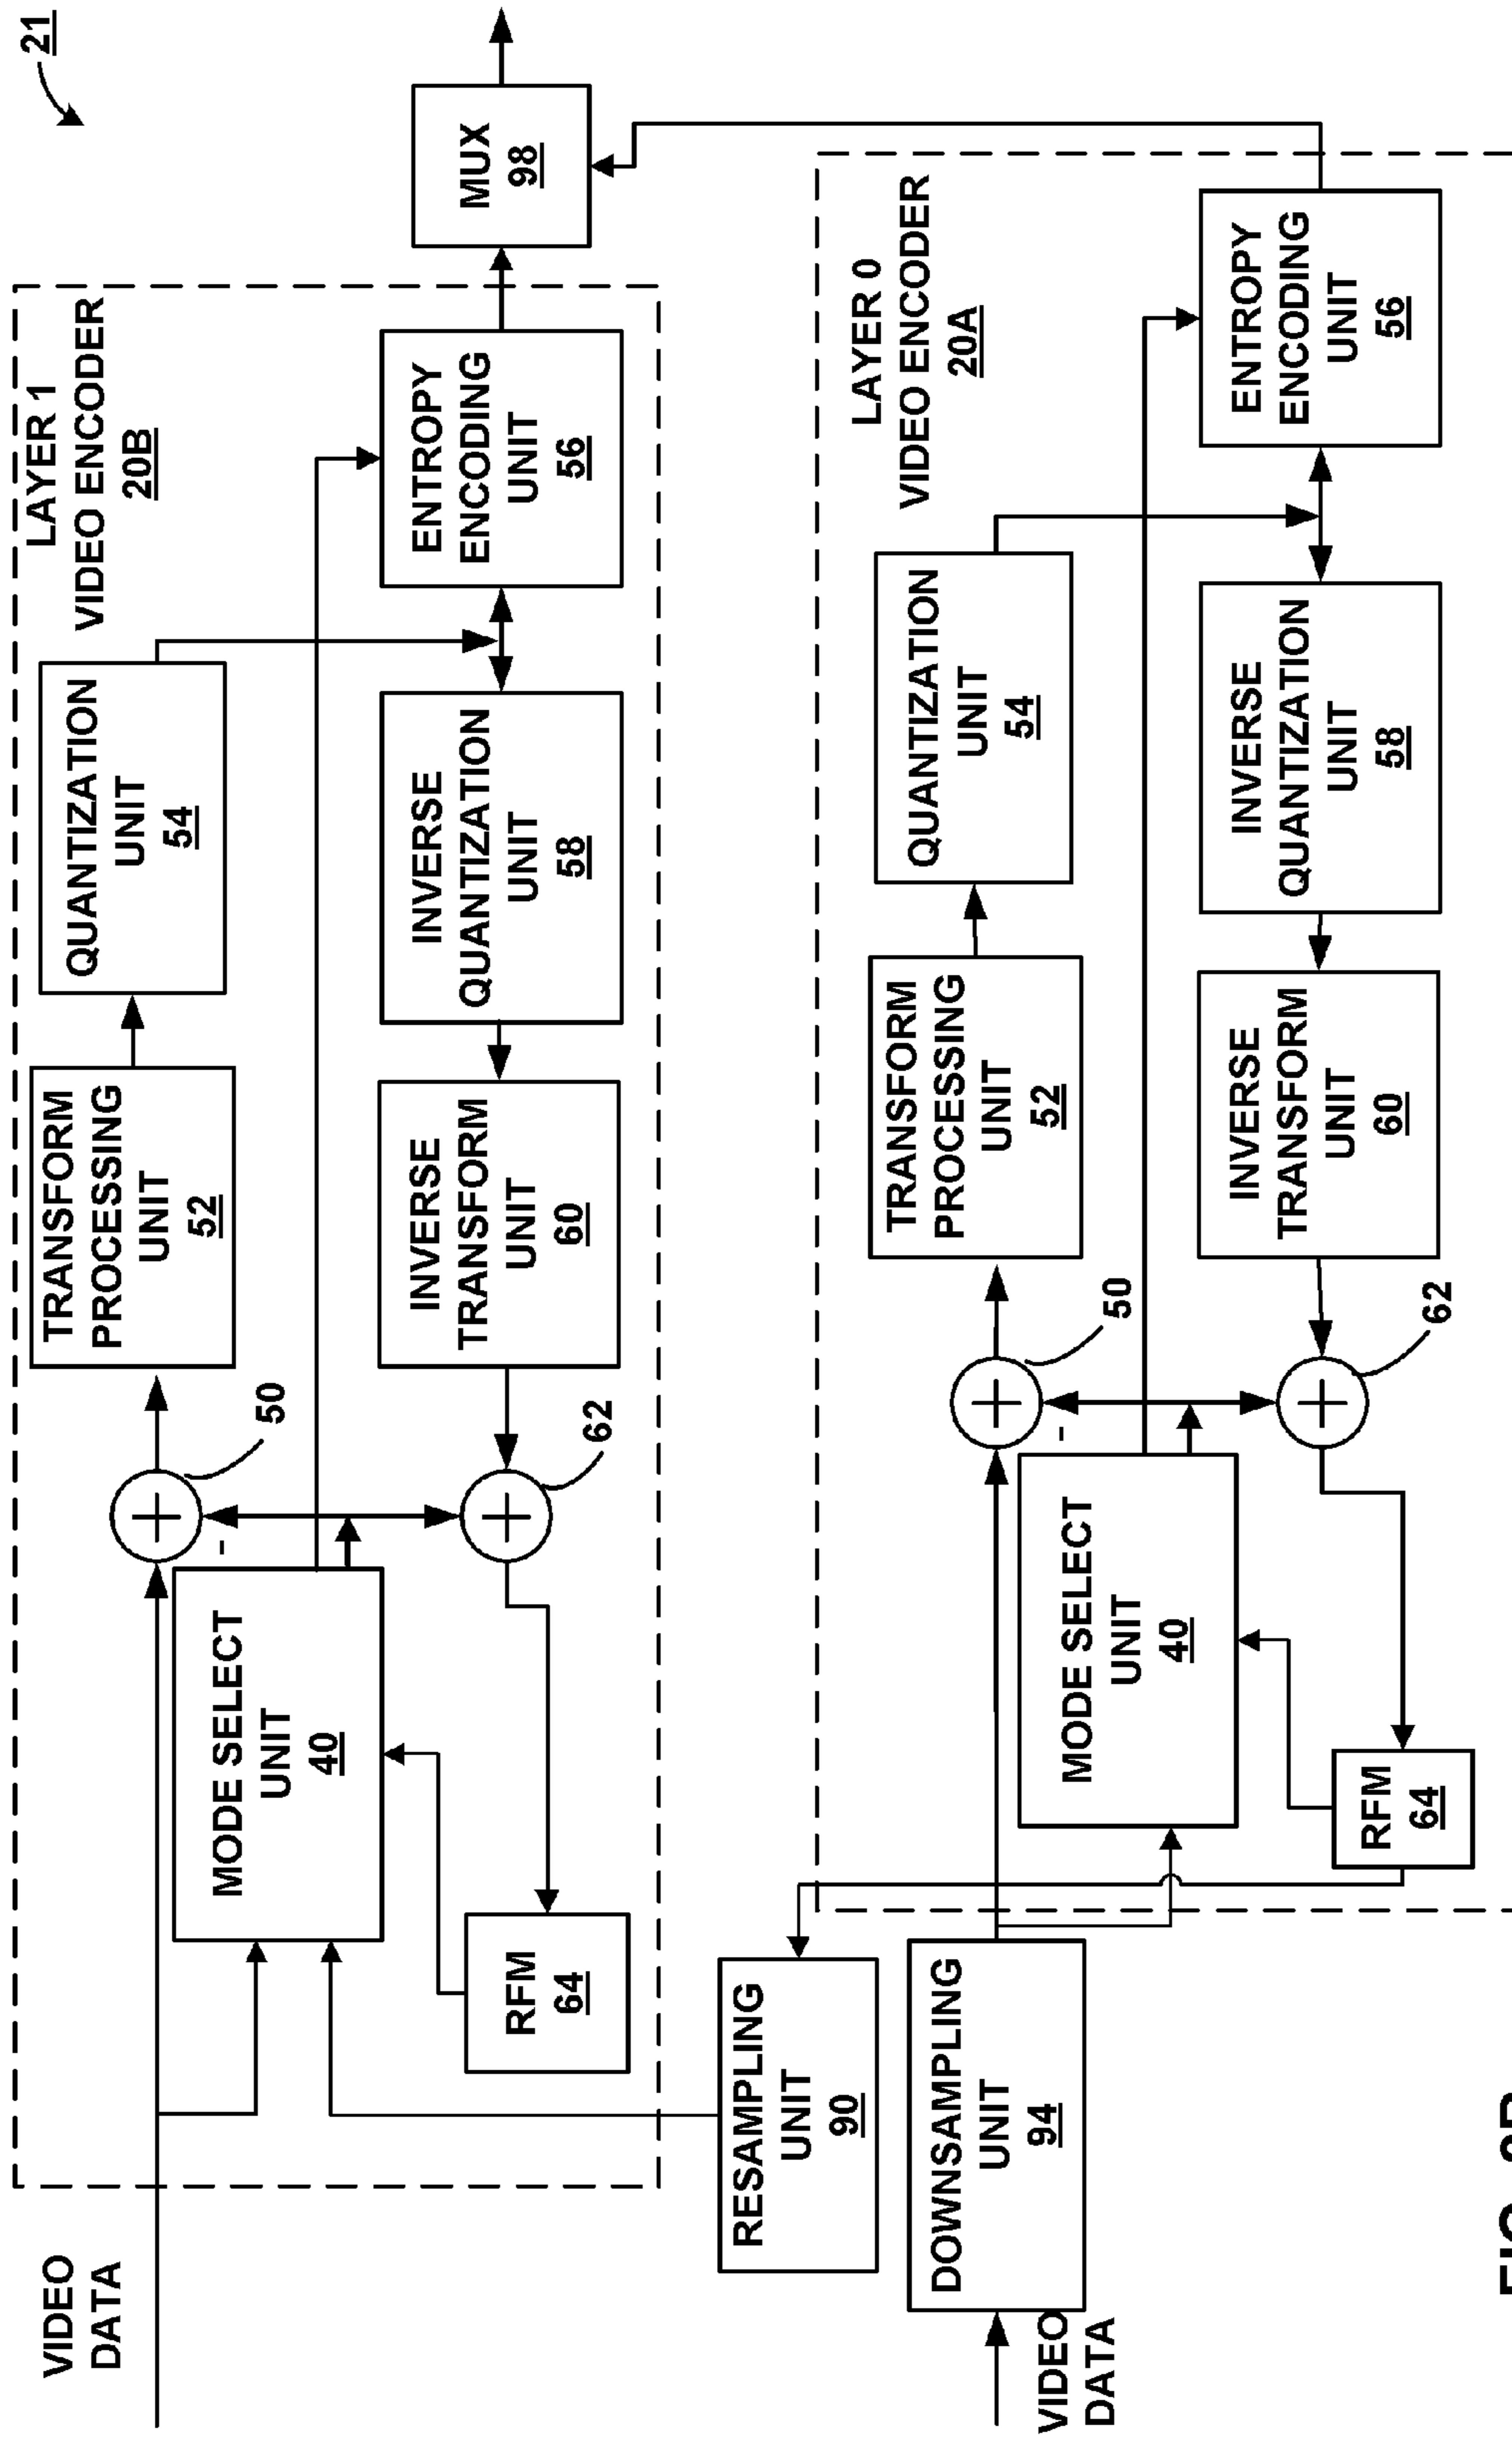 21
VIDEO
DATA
LAYER 1
VIDEO ENCODER
20B
50
-
TRANSFORM
PROCESSING
UNIT
52
QUANTIZATION
UNIT
54
MODE SELECT
UNIT
40
62
INVERSE
TRANSFORM
UNIT
60
INVERSE
QUANTIZATION
UNIT
58
ENTROPY
ENCODING
UNIT
56
MUX
98
RFM
64
RESAMPLING
UNIT
90
LAYER 0
VIDEO ENCODER
20A
DOWNSAMPLING
UNIT
94
VIDEO
DATA
50
-
TRANSFORM
PROCESSING
UNIT
52
QUANTIZATION
UNIT
54
MODE SELECT
UNIT
40
62
INVERSE
TRANSFORM
UNIT
60
INVERSE
QUANTIZATION
UNIT
58
ENTROPY
ENCODING
UNIT
56
RFM
64